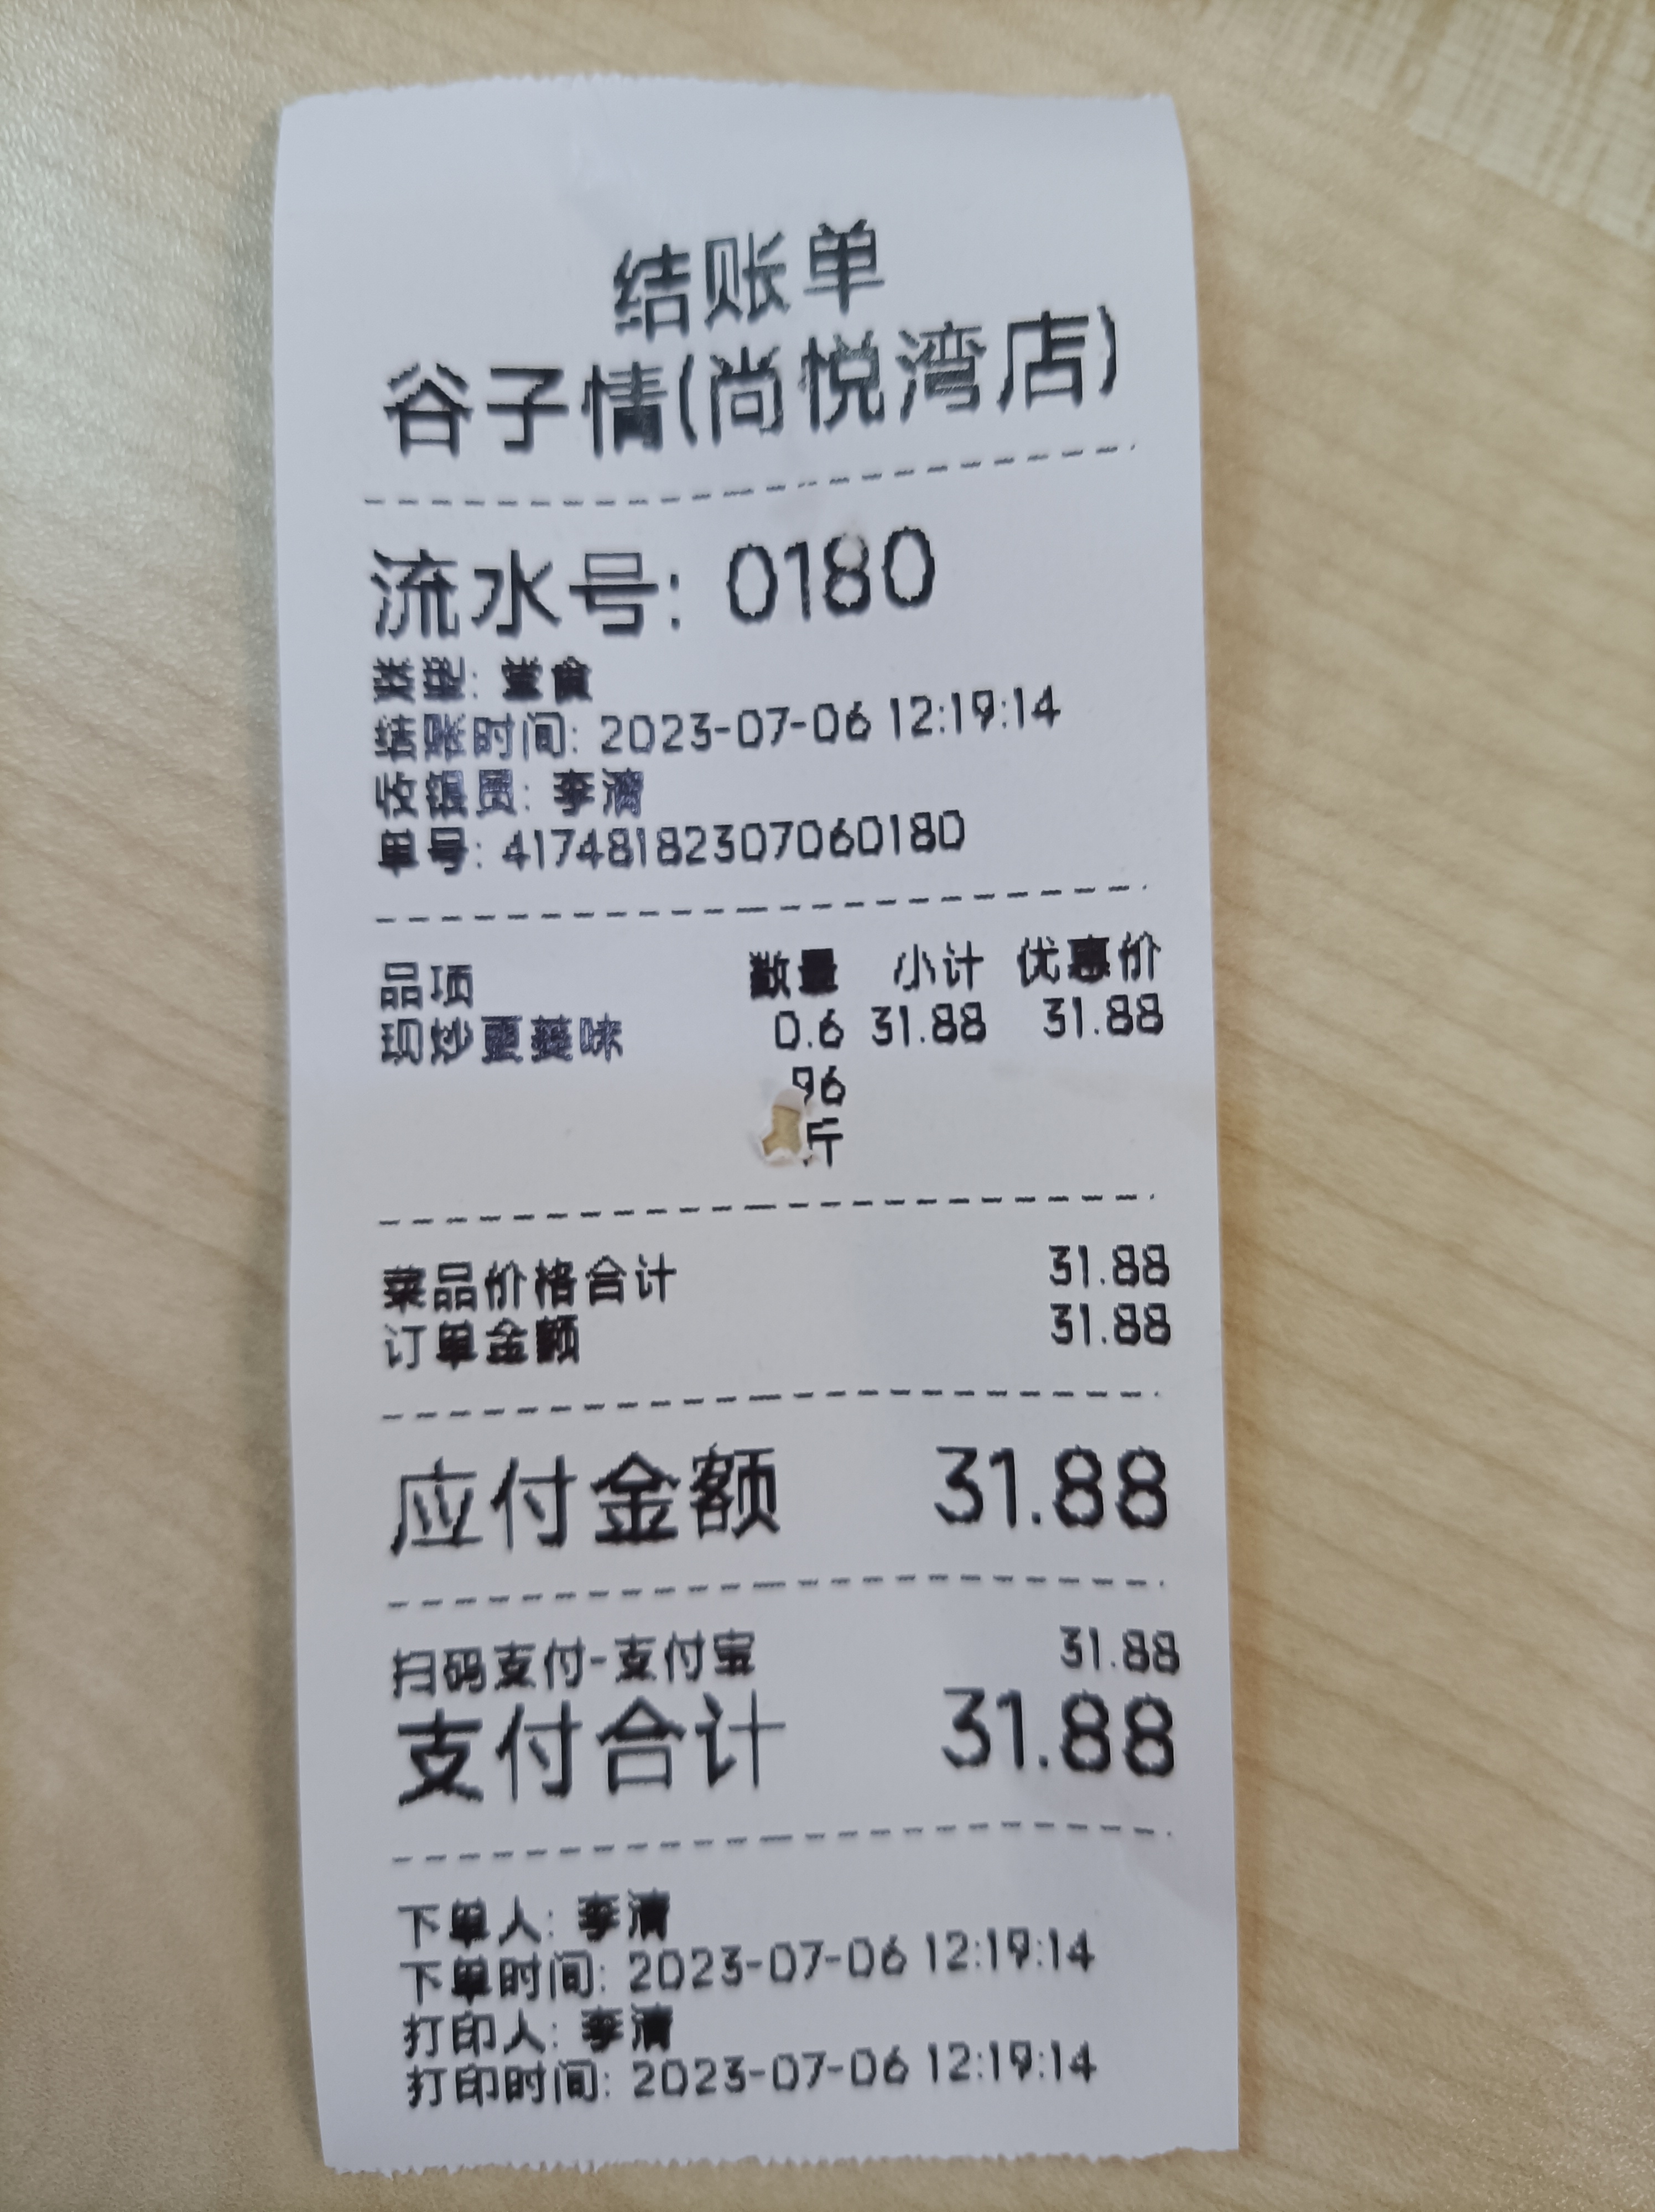 结账单
谷子情(尚悦湾店)
流水号: 0180
类型: 堂食
结账时间: 2023-07-06 12:19:14
收银员: 李清
单号: 41748182307060180
品项 数量 小计 优惠价
现炒更美味 0.6 31.88 31.88
96
斤
菜品价格合计 31.88
订单金额 31.88
应付金额 31.88
扫码支付-支付宝 31.88
支付合计 31.88
下单人: 李清
下单时间: 2023-07-06 12:19:14
打印人: 李清
打印时间: 2023-07-06 12:19:14